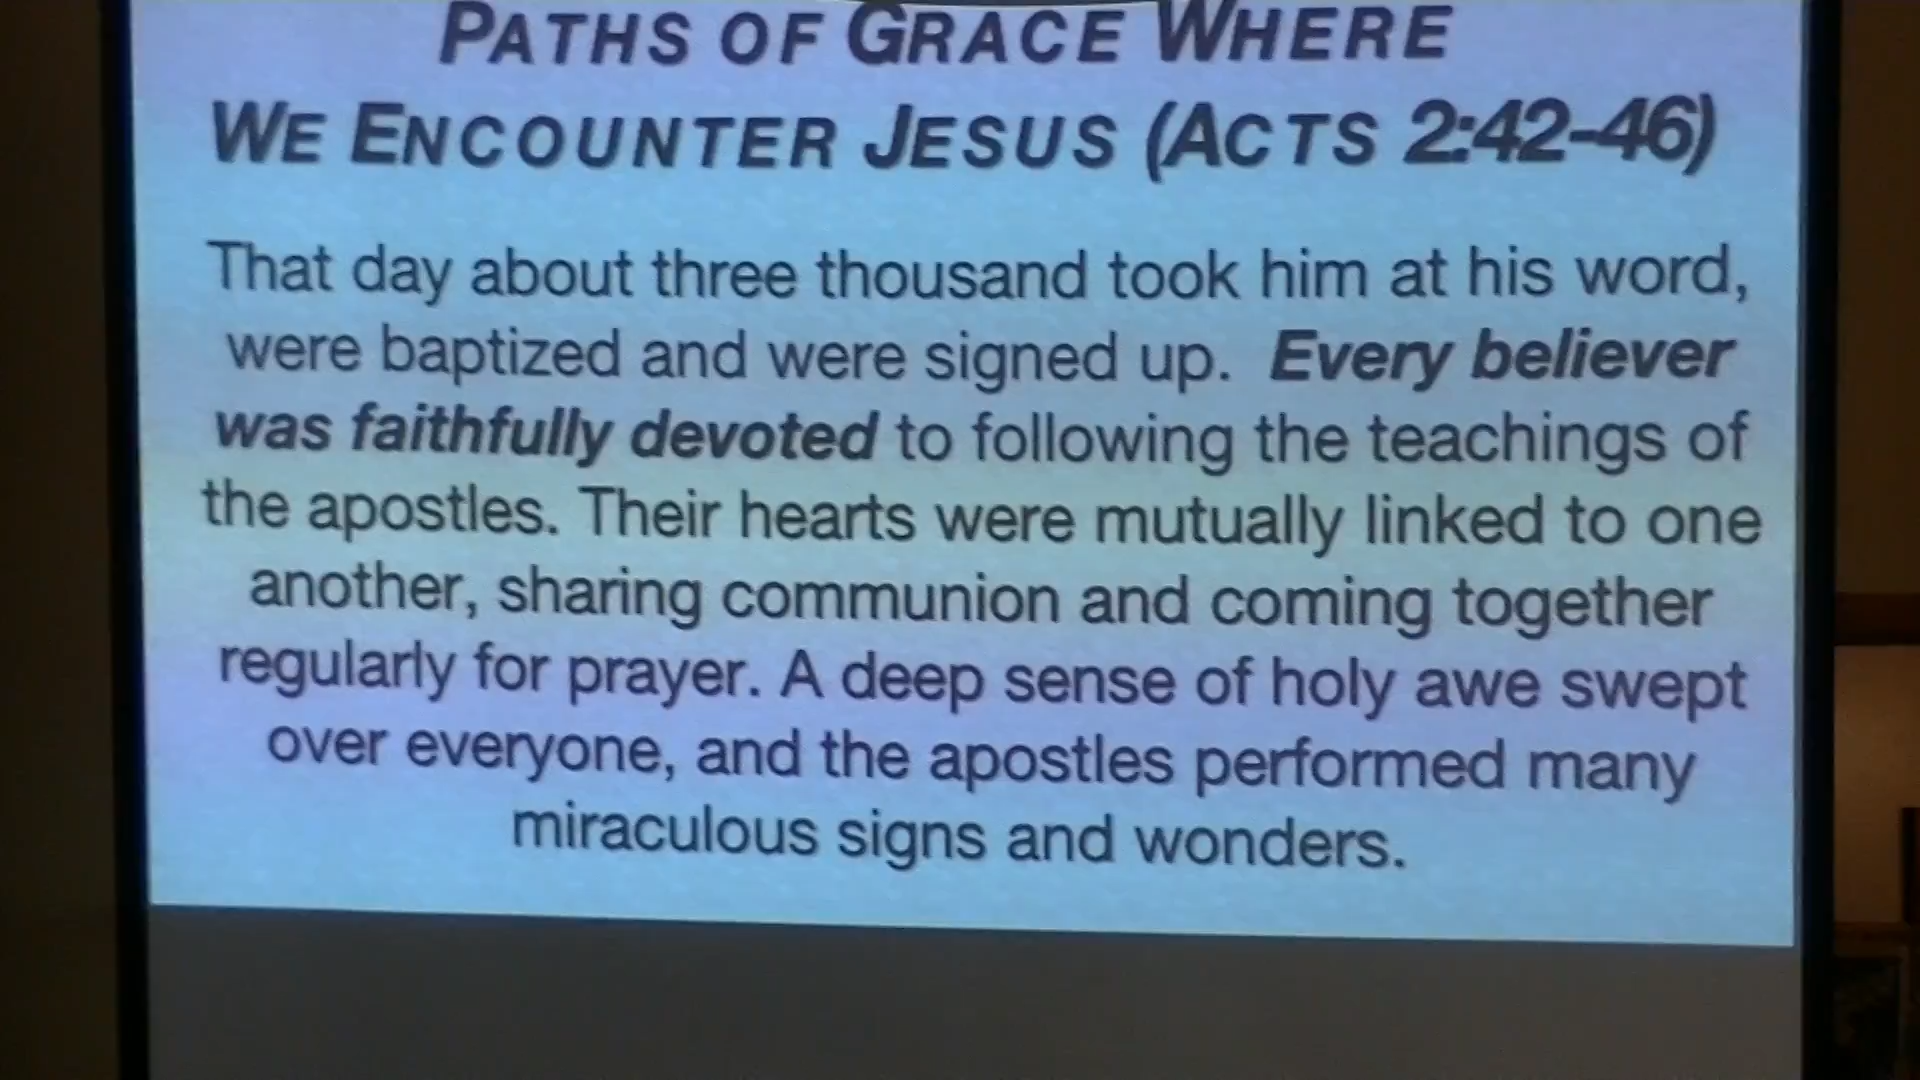 PATHS OF GRACE WHERE
WE ENCOUNTER JESUS (ACTS 2:42-46)
That day about three thousand took him at his word,
were baptized and were signed up. Every believer
was faithfully devoted to following the teachings of
the apostles. Their hearts were mutually linked to one
another, sharing communion and coming together
regularly for prayer. A deep sense of holy awe swept
over everyone, and the apostles performed many
miraculous signs and wonders.